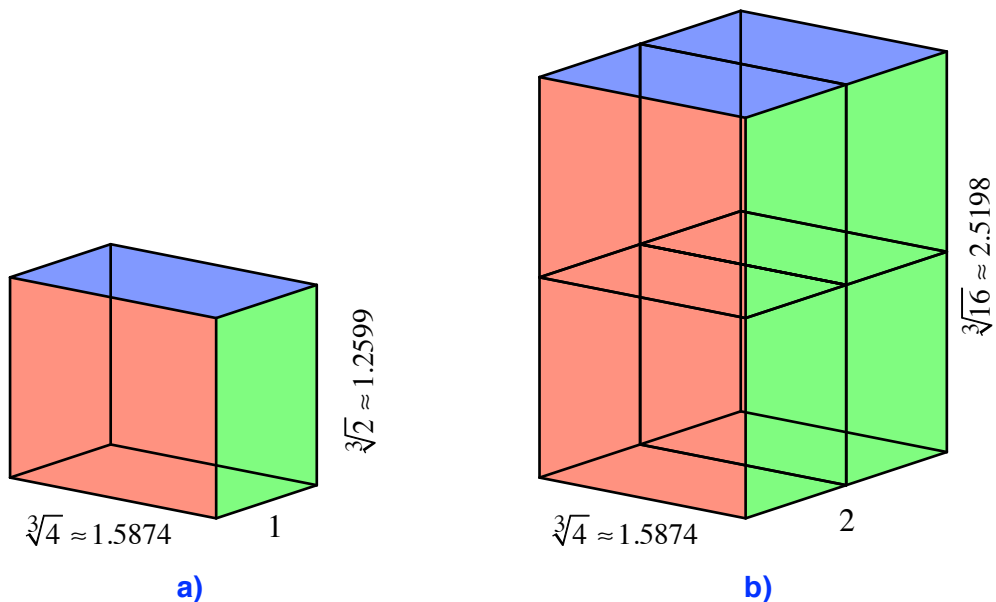 ∛2 ≈ 1.2599
∛4 ≈ 1.5874
1
a)
∛16 ≈ 2.5198
∛4 ≈ 1.5874
2
b)